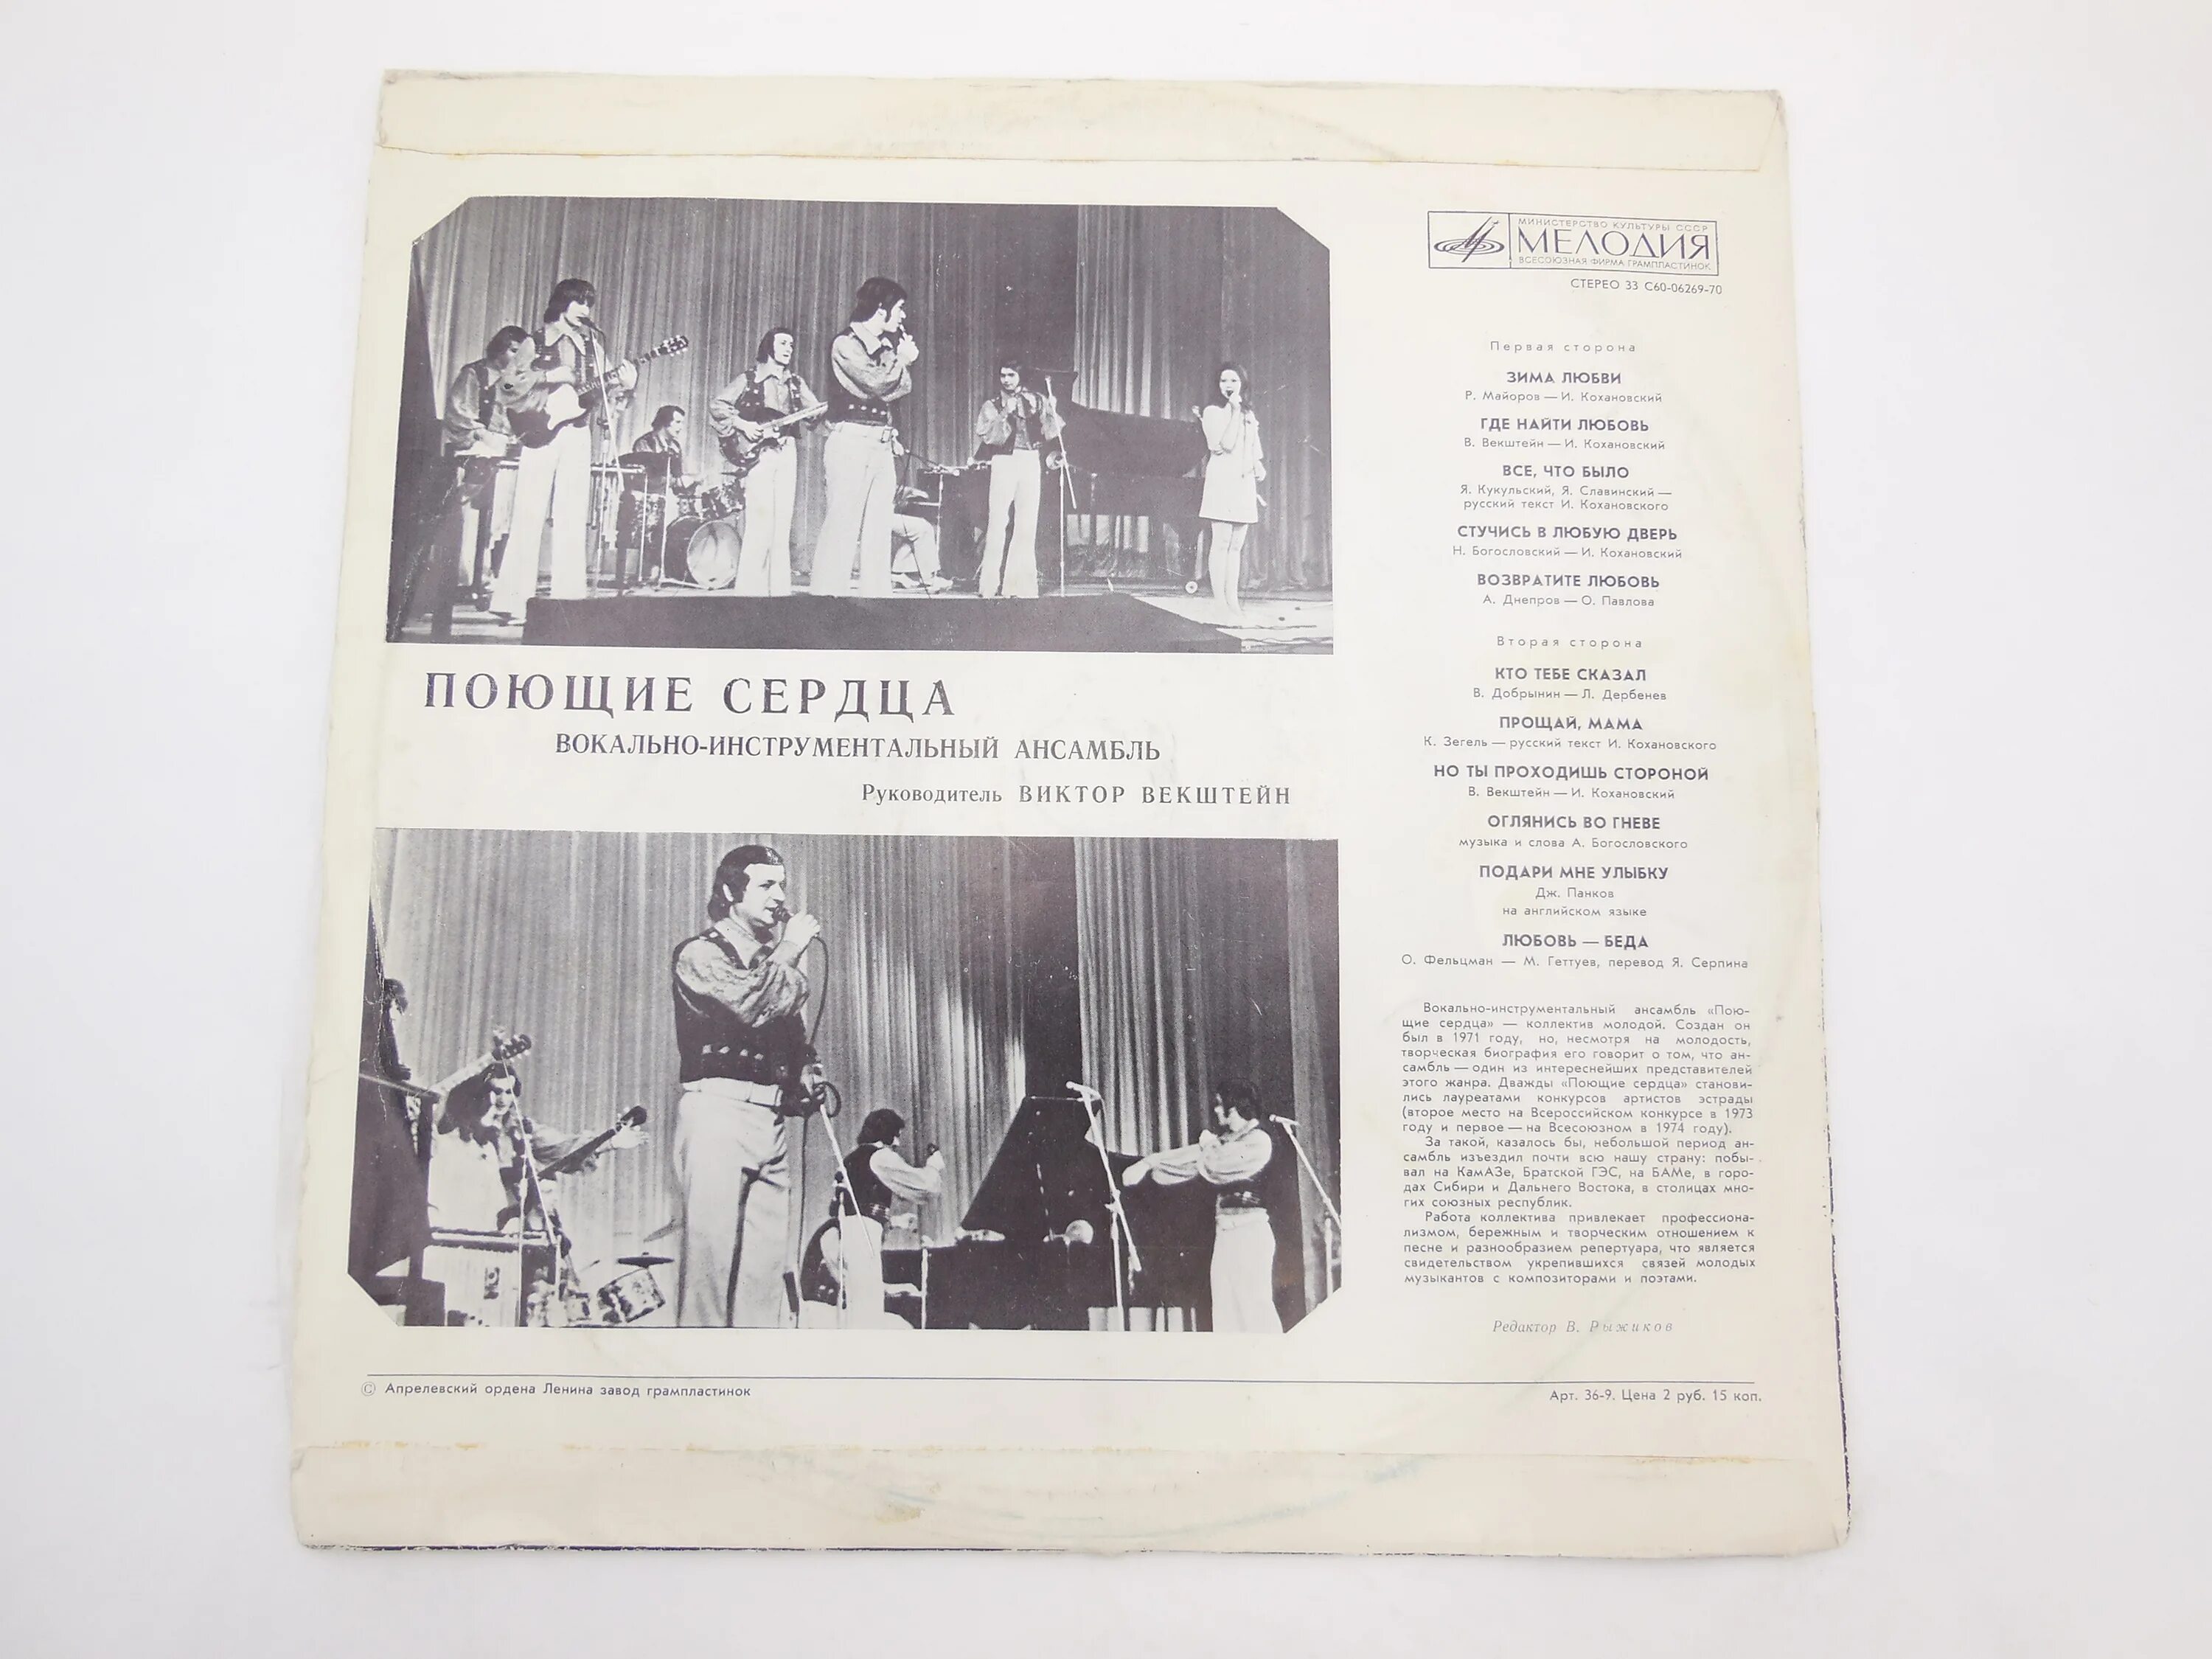 МИНИСТЕРСТВО КУЛЬТУРЫ СССР
МЕЛОДИЯ
ВСЕСОЮЗНАЯ ФИРМА ГРАМПЛАСТИНОК
СТЕРЕО 33 С60-06269-70
Первая сторона
ЗИМА ЛЮБВИ
Р. Майоров — И. Кохановский
ГДЕ НАЙТИ ЛЮБОВЬ
В. Векштейн — И. Кохановский
ВСЕ, ЧТО БЫЛО
Я. Кукульский, Я. Славинский —
русский текст И. Кохановского
СТУЧИСЬ В ЛЮБУЮ ДВЕРЬ
Н. Богословский — И. Кохановский
ВОЗВРАТИТЕ ЛЮБОВЬ
А. Днепров — О. Павлова
Вторая сторона
КТО ТЕБЕ СКАЗАЛ
В. Добрынин — Л. Дербенев
ПРОЩАЙ, МАМА
К. Зегель — русский текст И. Кохановского
НО ТЫ ПРОХОДИШЬ СТОРОНОЙ
В. Векштейн — И. Кохановский
ОГЛЯНИСЬ ВО ГНЕВЕ
музыка и слова А. Богословского
ПОДАРИ МНЕ УЛЫБКУ
Дж. Панков
на английском языке
ЛЮБОВЬ — БЕДА
О. Фельцман — М. Геттуев, перевод Я. Серпина
Вокально-инструментальный ансамбль «Пою-
щие сердца» — коллектив молодой. Создан он
был в 1971 году, но, несмотря на молодость,
творческая биография его говорит о том, что ан-
самбль — один из интереснейших представителей
этого жанра. Дважды «Поющие сердца» станови-
лись лауреатами конкурсов артистов эстрады
(второе место на Всероссийском конкурсе в 1973
году и первое — на Всесоюзном в 1974 году).
За такой, казалось бы, небольшой период ан-
самбль изъездил почти всю нашу страну: побы-
вал на КамАЗе, Братской ГЭС, на БАМе, в горо-
дах Сибири и Дальнего Востока, в столицах мно-
гих союзных республик.
Работа коллектива привлекает профессиона-
лизмом, бережным и творческим отношением к
песне и разнообразием репертуара, что является
свидетельством укрепившихся связей молодых
музыкантов с композиторами и поэтами.
Редактор В. Рыжиков
ПОЮЩИЕ СЕРДЦА
ВОКАЛЬНО-ИНСТРУМЕНТАЛЬНЫЙ АНСАМБЛЬ
Руководитель ВИКТОР ВЕКШТЕЙН
© Апрелевский ордена Ленина завод грампластинок
Арт. 36-9. Цена 2 руб. 15 коп.